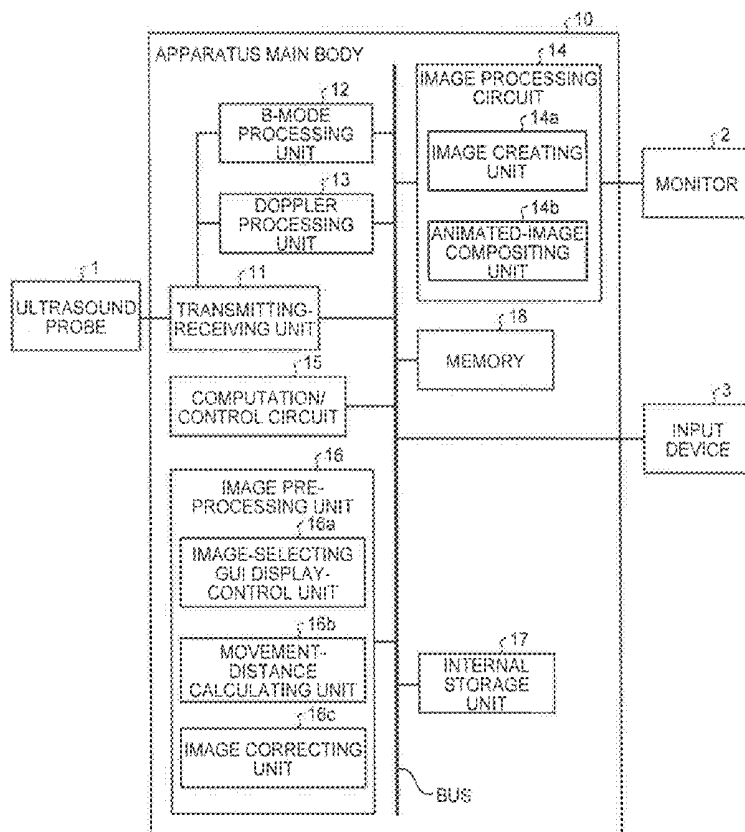 10
APPARATUS MAIN BODY
12
B-MODE
PROCESSING
UNIT
13
DOPPLER
PROCESSING
UNIT
1
ULTRASOUND
PROBE
11
TRANSMITTING-
RECEIVING UNIT
15
COMPUTATION/
CONTROL CIRCUIT
16
IMAGE PRE-
PROCESSING UNIT
16a
IMAGE-SELECTING
GUI DISPLAY-
CONTROL UNIT
16b
MOVEMENT-
DISTANCE
CALCULATING UNIT
16c
IMAGE CORRECTING
UNIT
14
IMAGE PROCESSING
CIRCUIT
14a
IMAGE CREATING
UNIT
14b
ANIMATED-IMAGE
COMPOSITING
UNIT
2
MONITOR
18
MEMORY
3
INPUT
DEVICE
17
INTERNAL
STORAGE
UNIT
BUS